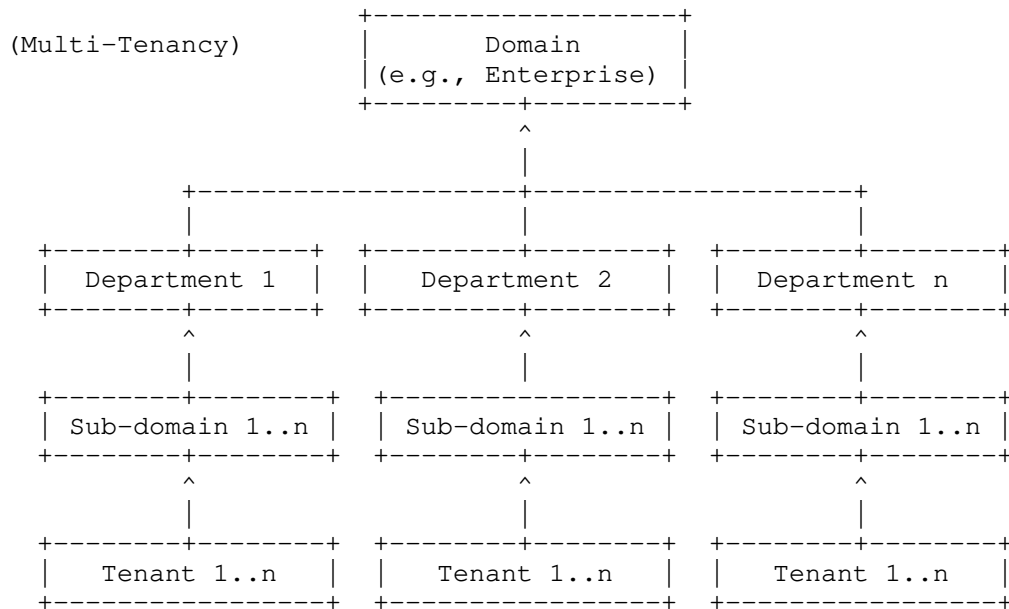 (Multi-Tenancy)
Domain
(e.g., Enterprise)
Department 1
Department 2
Department n
Sub-domain 1..n
Sub-domain 1..n
Sub-domain 1..n
Tenant 1..n
Tenant 1..n
Tenant 1..n